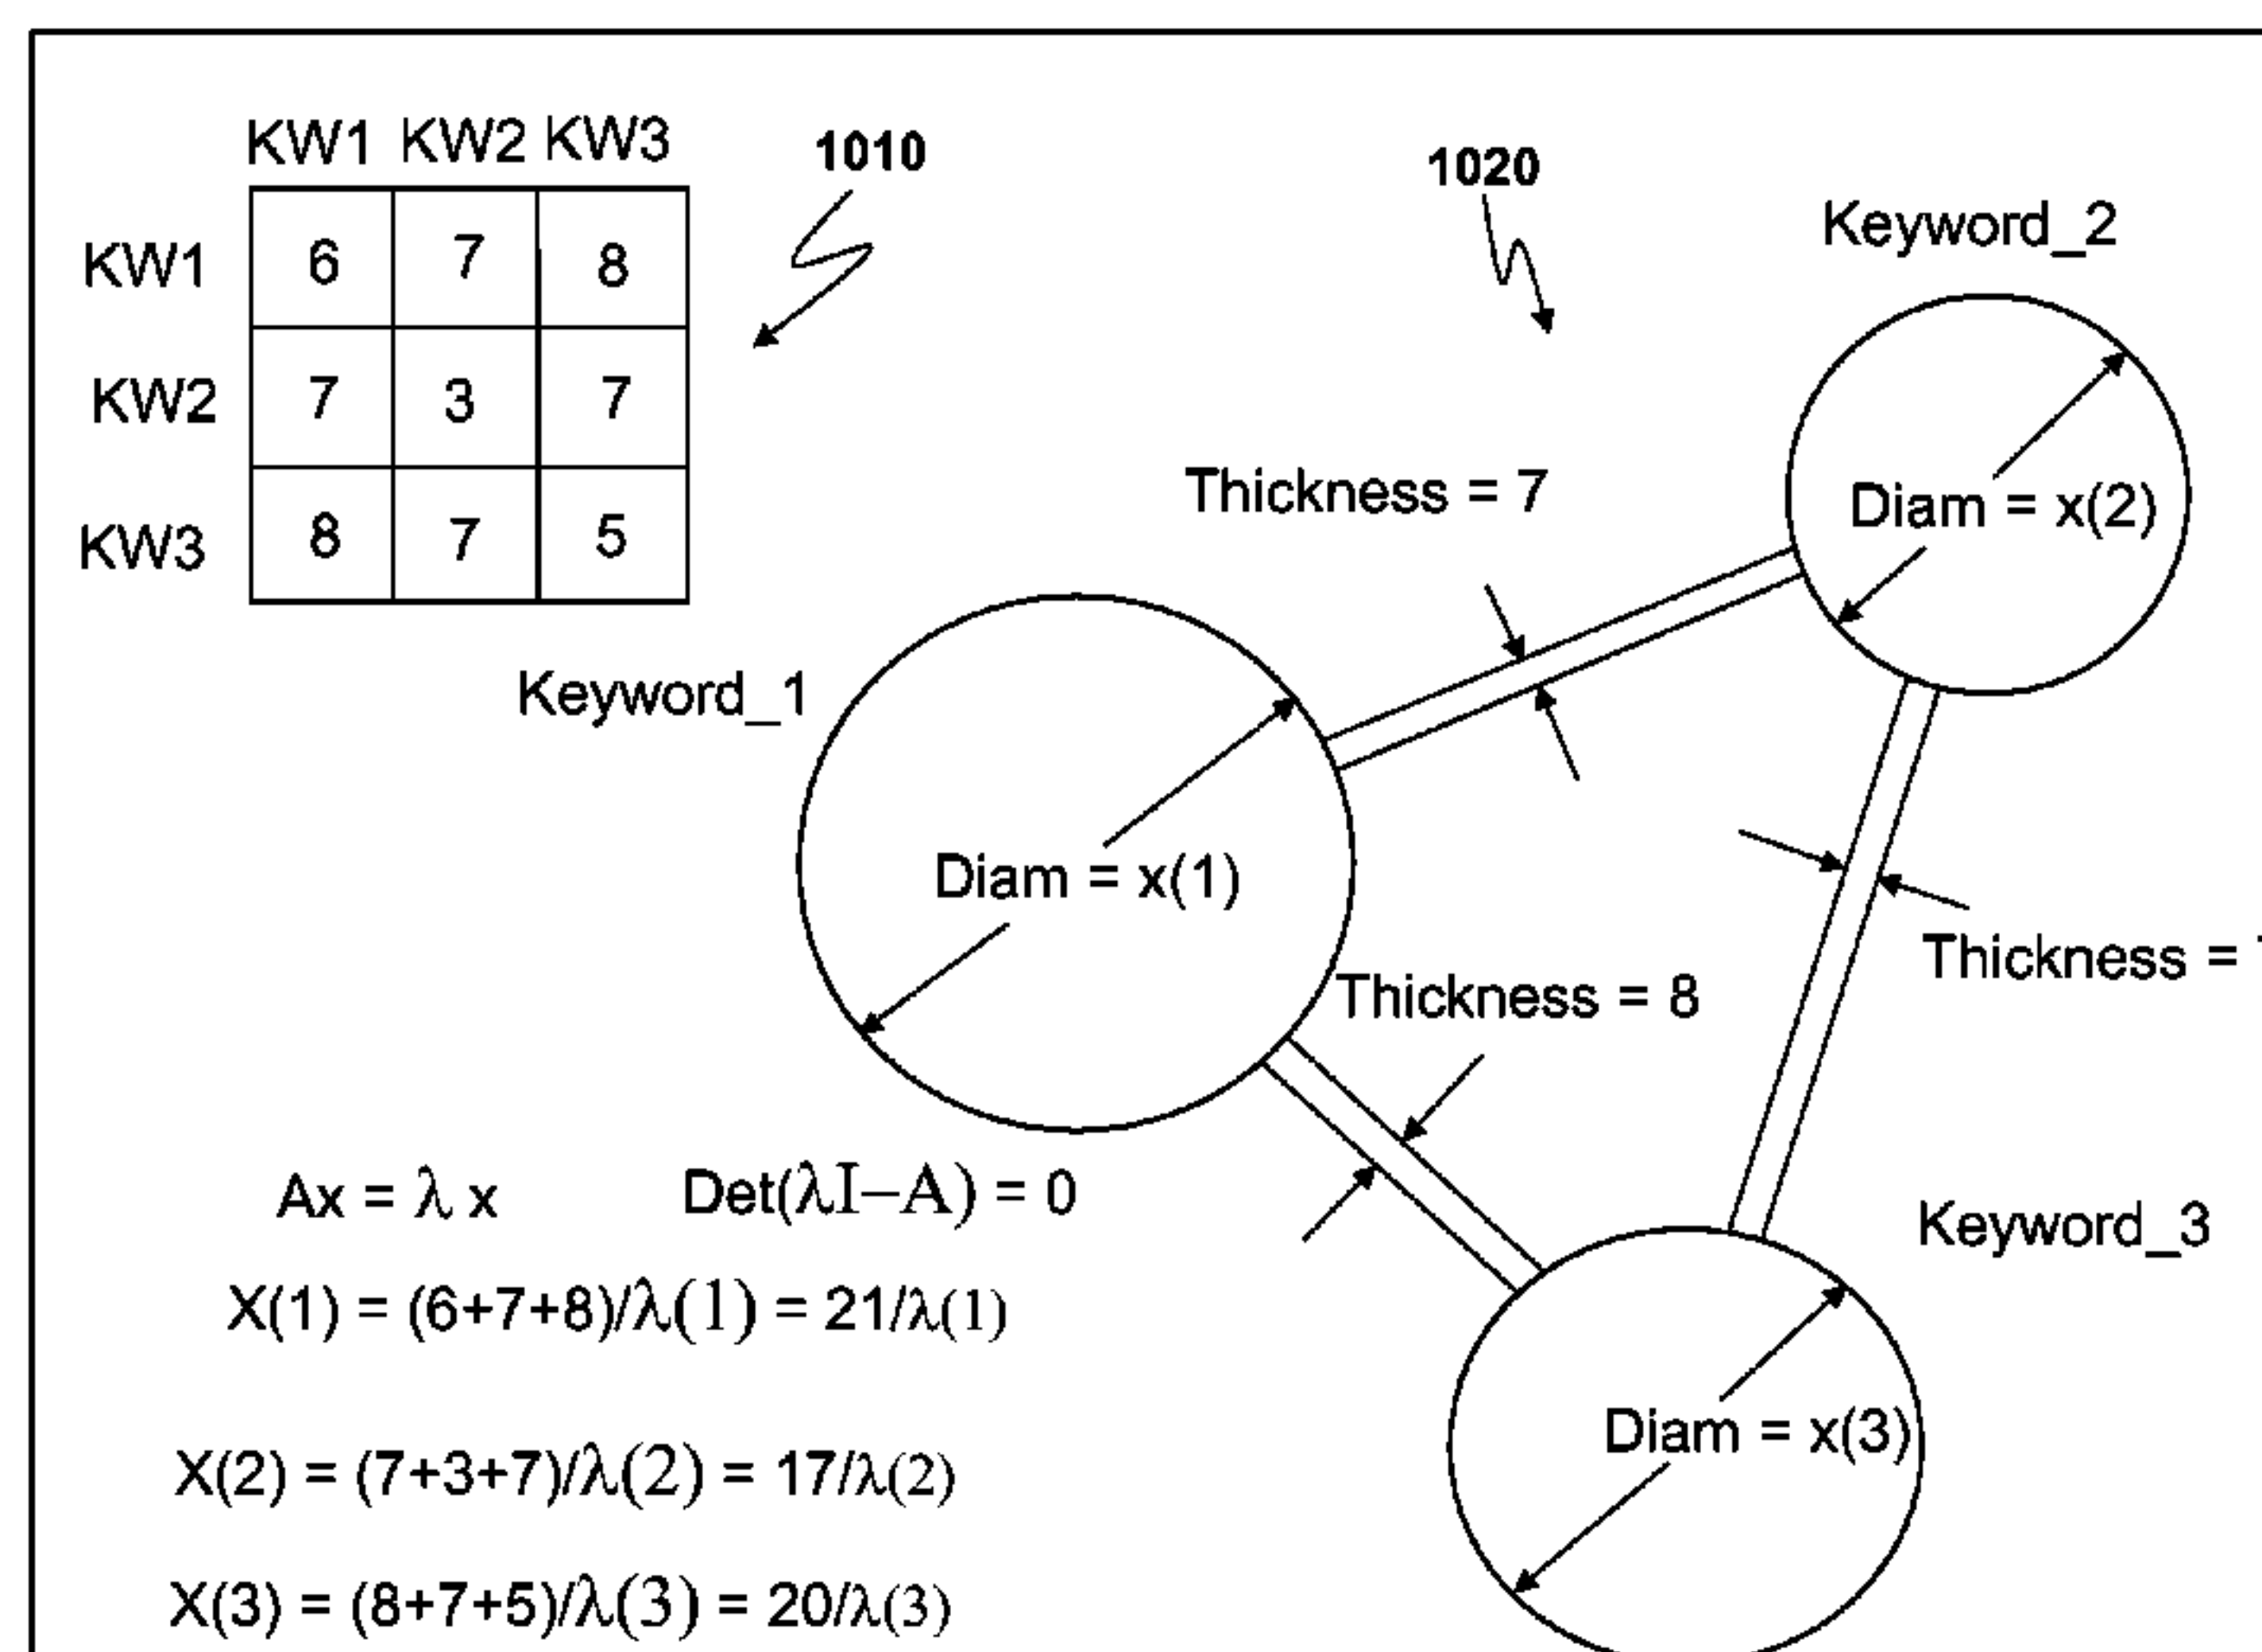 KW1 KW2 KW3
KW1 6 7 8
KW2 7 3 7
KW3 8 7 5
1010
1020
Keyword_2
Diam = x(2)
Thickness = 7
Keyword_1
Diam = x(1)
Thickness =
Thickness = 8
Keyword_3
Diam = x(3)
Ax = λ x Det(λI−A) = 0
X(1) = (6+7+8)/λ(1) = 21/λ(1)
X(2) = (7+3+7)/λ(2) = 17/λ(2)
X(3) = (8+7+5)/λ(3) = 20/λ(3)